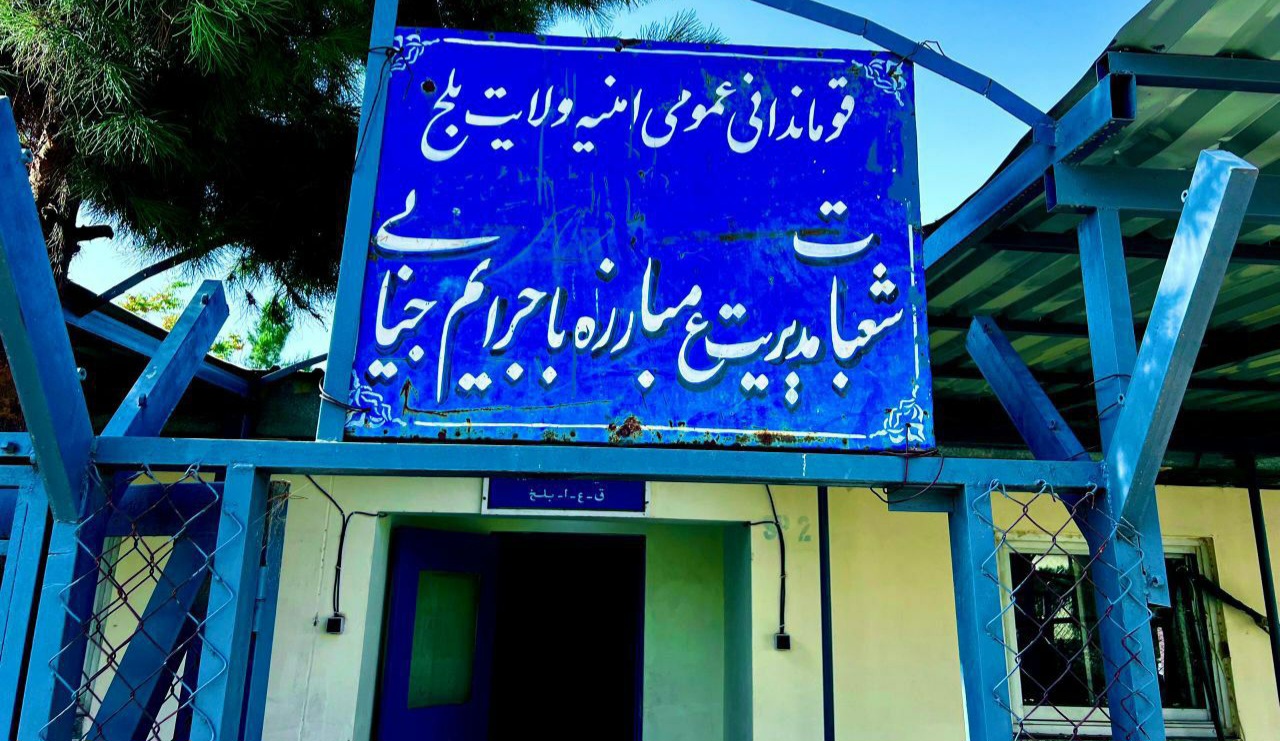 قوماندانی عمومی امنیه ولایت بلخ
شعبات مدیریت ع مبارزه با جرایم جنایی
ق-ع-ا-بلخ